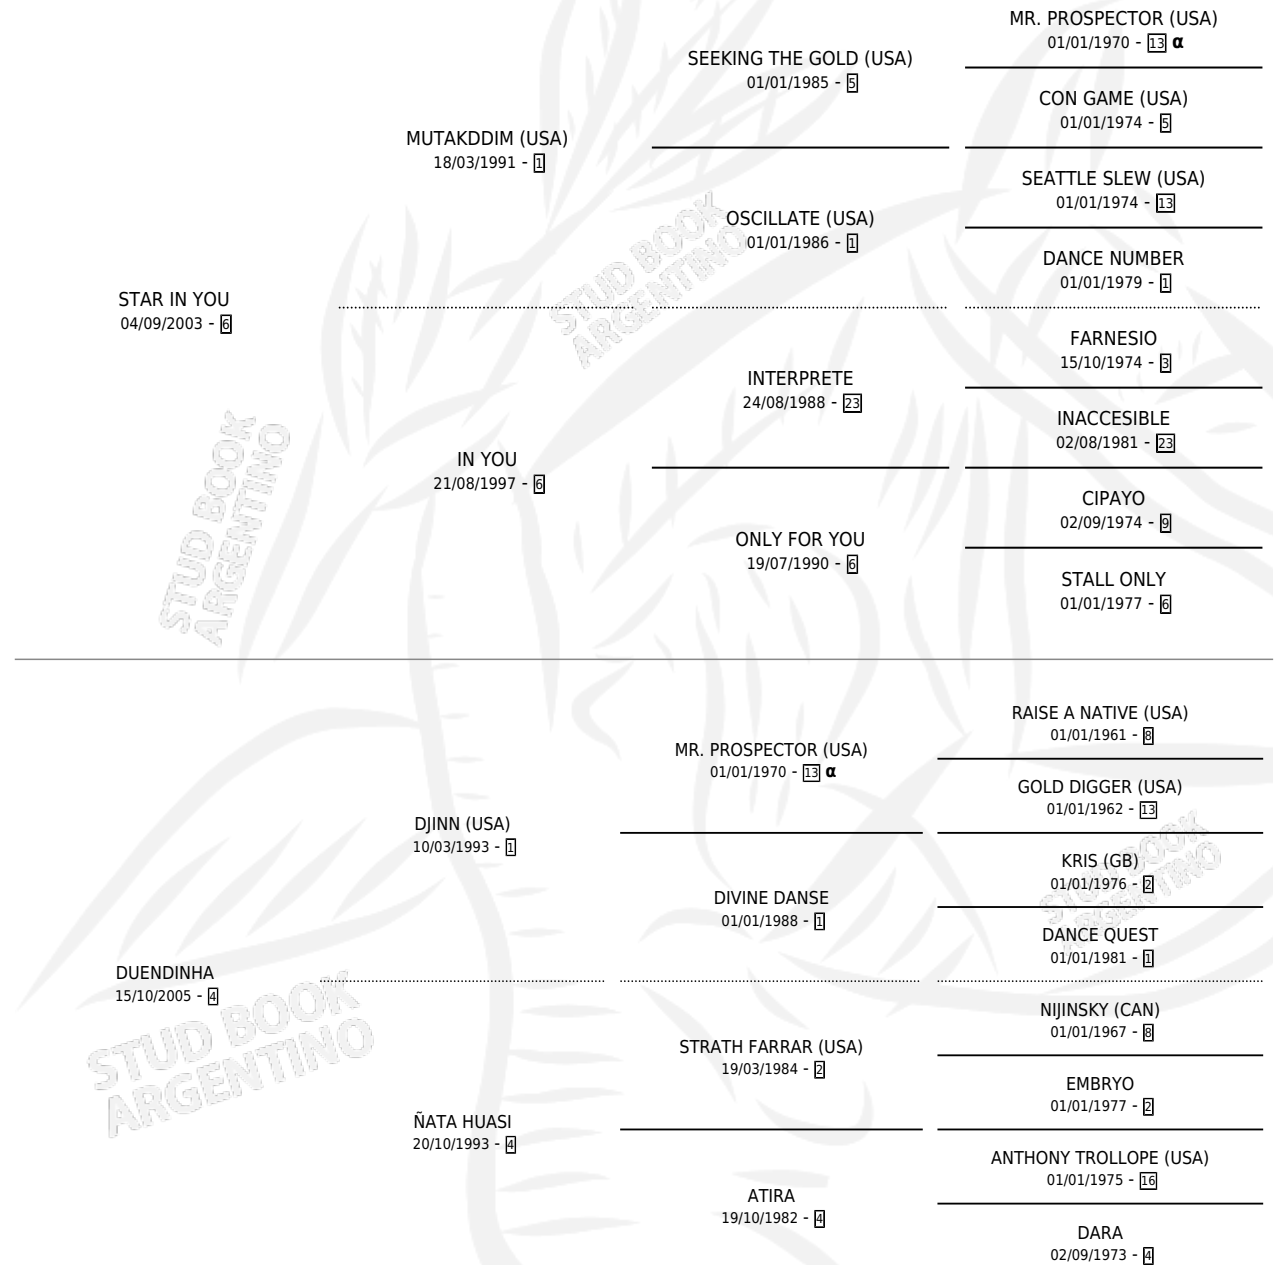 MR. PROSPECTOR (USA)
01/01/1970 - 13 α
SEEKING THE GOLD (USA)
01/01/1985 - 5
CON GAME (USA)
01/01/1974 - 5
MUTAKDDIM (USA)
18/03/1991 - 1
SEATTLE SLEW (USA)
01/01/1974 - 13
OSCILLATE (USA)
01/01/1986 - 1
DANCE NUMBER
01/01/1979 - 1
STUD BOOK
ARGENTINO
STAR IN YOU
04/09/2003 - 6
FARNESIO
15/10/1974 - 3
INTERPRETE
24/08/1988 - 23
INACCESIBLE
02/08/1981 - 23
IN YOU
21/08/1997 - 6
CIPAYO
02/09/1974 - 9
ONLY FOR YOU
19/07/1990 - 6
STALL ONLY
01/01/1977 - 6
STUD BOOK
ARGENTINO
RAISE A NATIVE (USA)
01/01/1961 - 8
MR. PROSPECTOR (USA)
01/01/1970 - 13 α
GOLD DIGGER (USA)
01/01/1962 - 13
DJINN (USA)
10/03/1993 - 1
KRIS (GB)
01/01/1976 - 2
DIVINE DANSE
01/01/1988 - 1
DANCE QUEST
01/01/1981 - 1
STUD BOOK
ARGENTINO
DUENDINHA
15/10/2005 - 4
NIJINSKY (CAN)
01/01/1967 - 8
STRATH FARRAR (USA)
19/03/1984 - 2
EMBRYO
01/01/1977 - 2
ÑATA HUASI
20/10/1993 - 4
ANTHONY TROLLOPE (USA)
01/01/1975 - 16
ATIRA
19/10/1982 - 4
DARA
02/09/1973 - 4
STUD BOOK
ARGENTINO